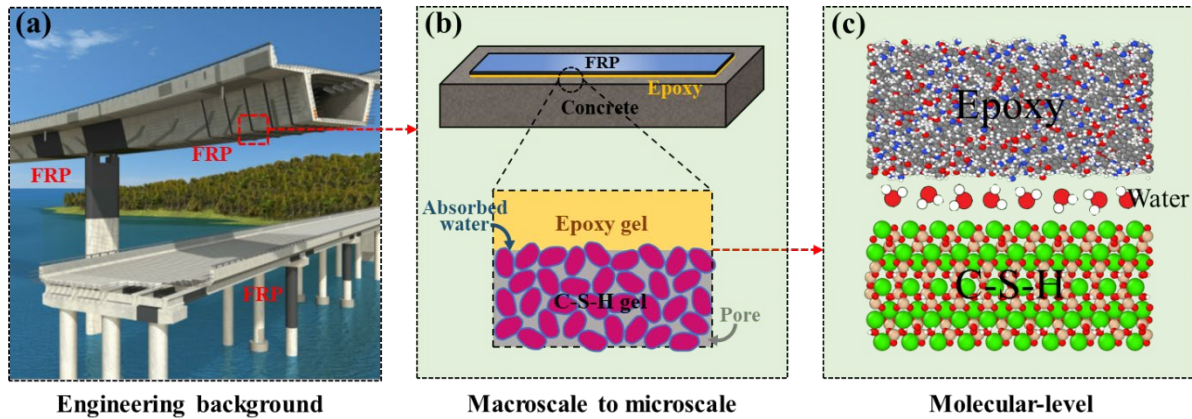 (a)
FRP
FRP
FRP
Engineering background
(b)
FRP
Epoxy
Concrete
Absorbed
water
Epoxy gel
C-S-H gel
Pore
Macroscale to microscale
(c)
Epoxy
Water
C-S-H
Molecular-level